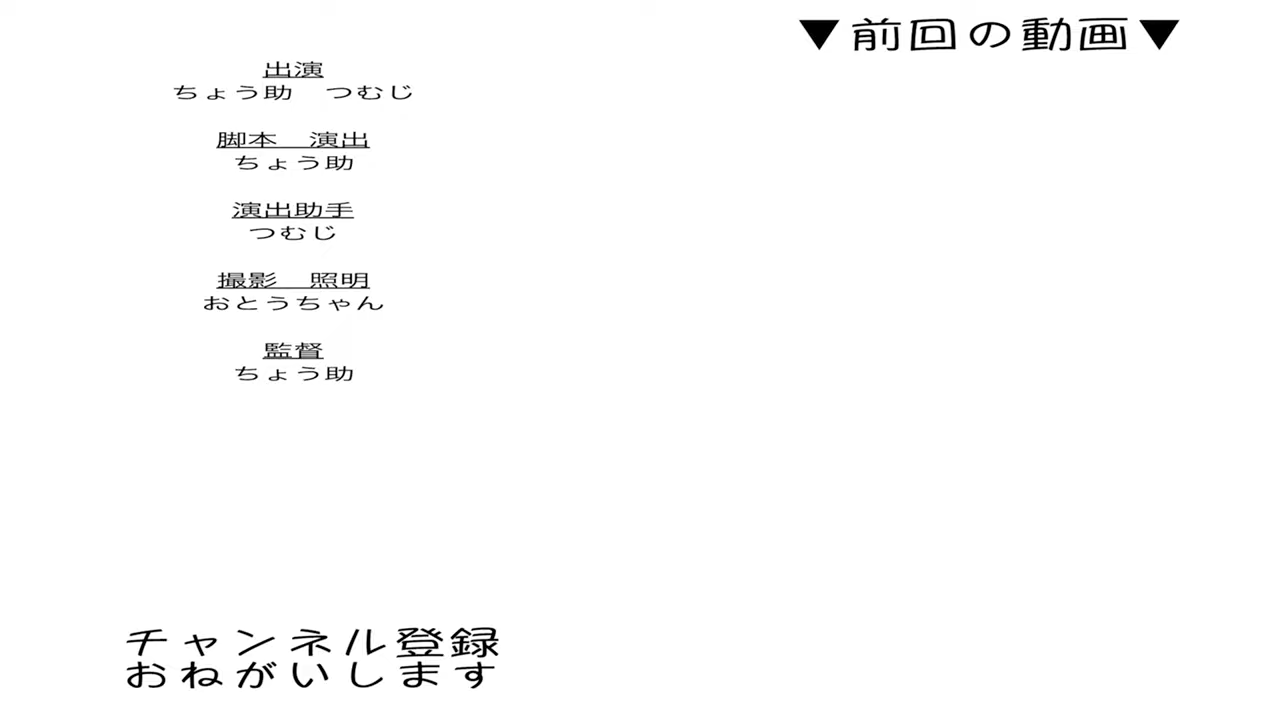 ▼前回の動画▼
出演
ちょう助　つむじ
脚本　演出
ちょう助
演出助手
つむじ
撮影　照明
おとうちゃん
監督
ちょう助
チャンネル登録
おねがいします